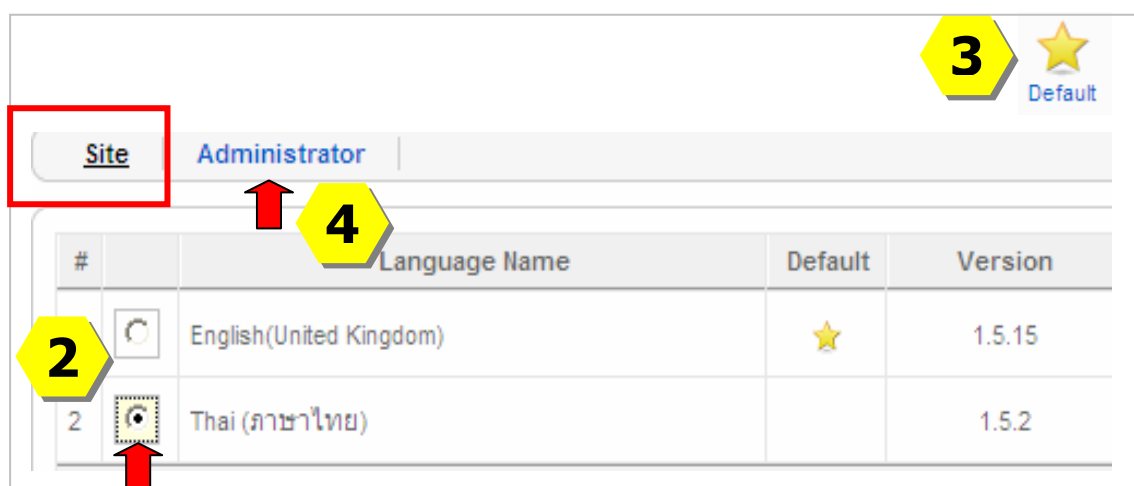 3
Default
Site Administrator
4
# Language Name Default Version
English(United Kingdom) 1.5.15
2
2 Thai (ภาษาไทย) 1.5.2